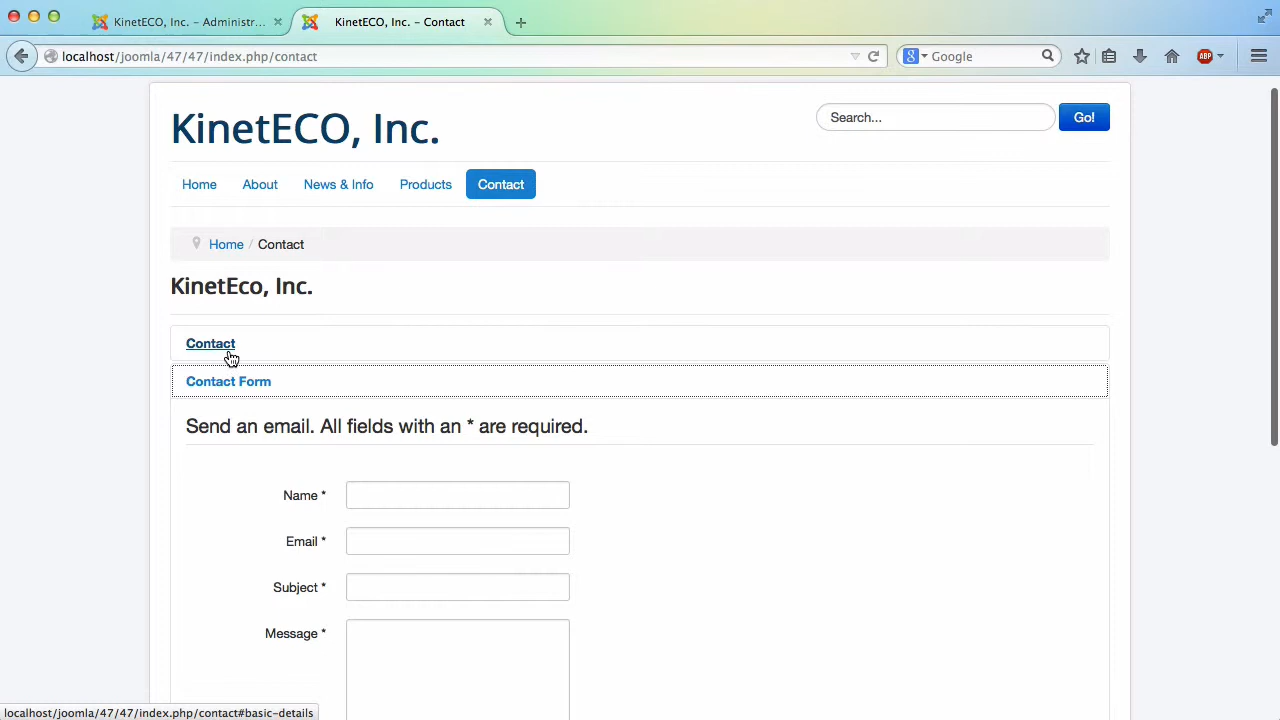 KinetECO, Inc. - Administr...
KinetECO, Inc. - Contact
localhost/joomla/47/47/index.php/contact
Google
ABP
KinetECO, Inc.
Search...
Go!
Home
About
News & Info
Products
Contact
Home / Contact
KinetEco, Inc.
Contact
Contact Form
Send an email. All fields with an * are required.
Name *
Email *
Subject *
Message *
localhost/joomla/47/47/index.php/contact#basic-details